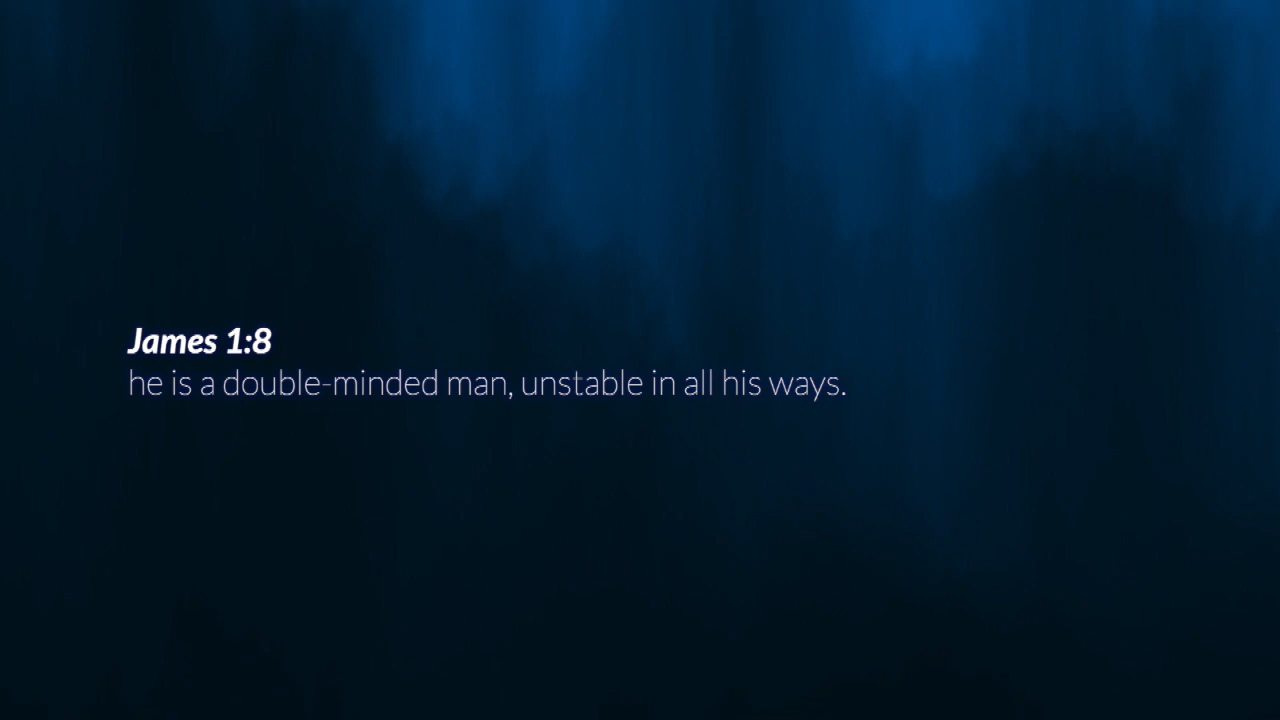 James 1:8
he is a double-minded man, unstable in all his ways.